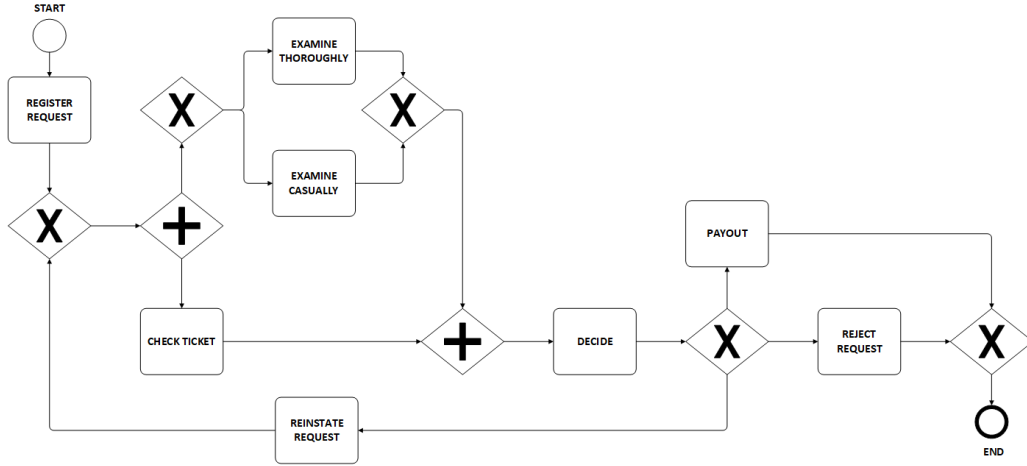 START
EXAMINE
THOROUGHLY
REGISTER
REQUEST
X
X
EXAMINE
CASUALLY
X
PAYOUT
CHECK TICKET
DECIDE
X
REJECT
REQUEST
X
REINSTATE
REQUEST
END